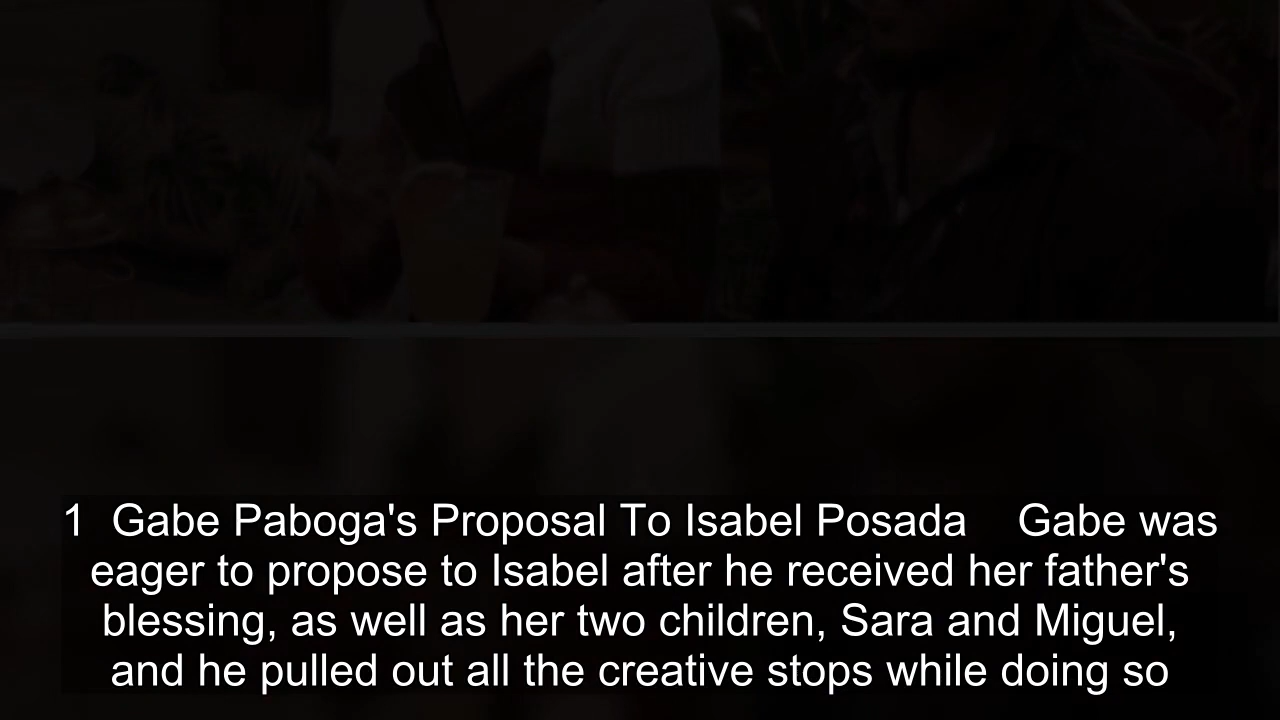 1  Gabe Paboga's Proposal To Isabel Posada    Gabe was
eager to propose to Isabel after he received her father's
blessing, as well as her two children, Sara and Miguel,
and he pulled out all the creative stops while doing so